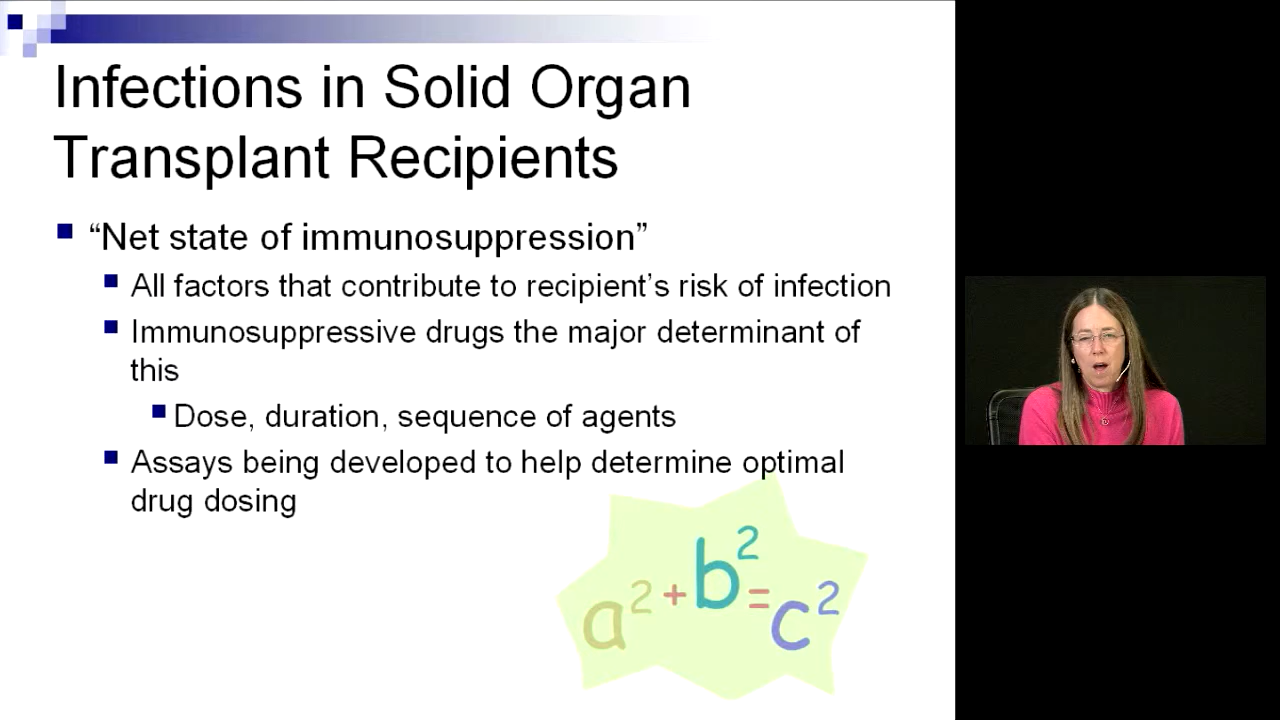 Infections in Solid Organ
Transplant Recipients
“Net state of immunosuppression”
All factors that contribute to recipient’s risk of infection
Immunosuppressive drugs the major determinant of
this
Dose, duration, sequence of agents
Assays being developed to help determine optimal
drug dosing
a² + b² = c²